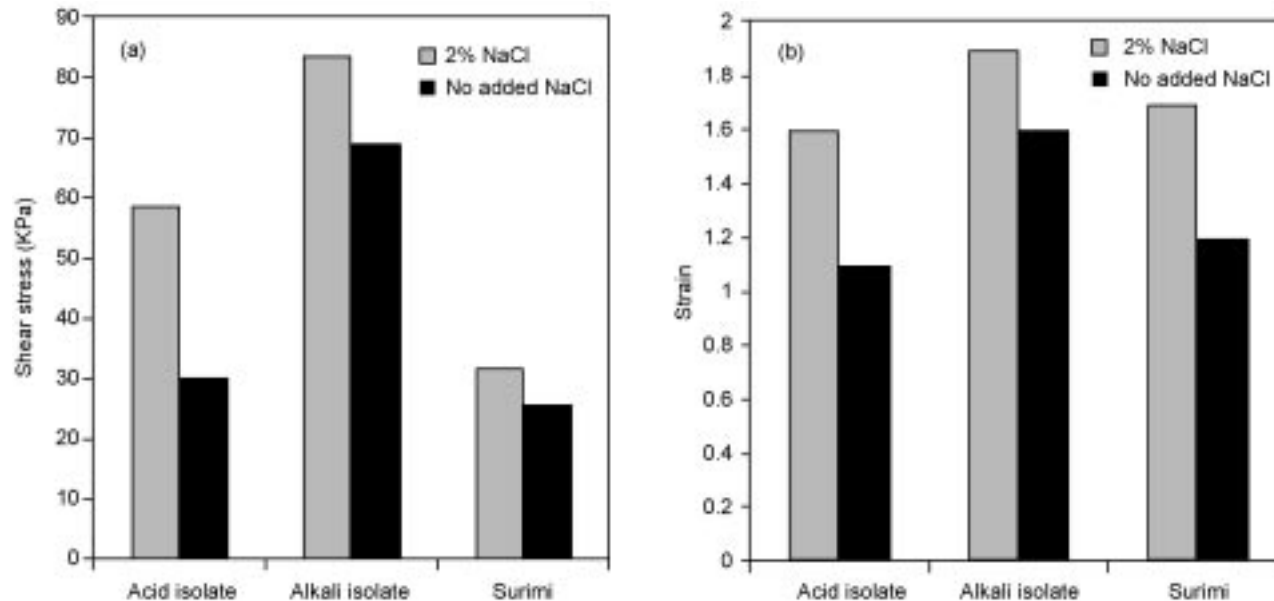 (a)
2% NaCl
No added NaCl
Shear stress (KPa)
90
80
70
60
50
40
30
20
10
0
Acid isolate
Alkali isolate
Surimi
(b)
2% NaCl
No added NaCl
Strain
2
1.8
1.6
1.4
1.2
1
0.8
0.6
0.4
0.2
0
Acid isolate
Alkali isolate
Surimi